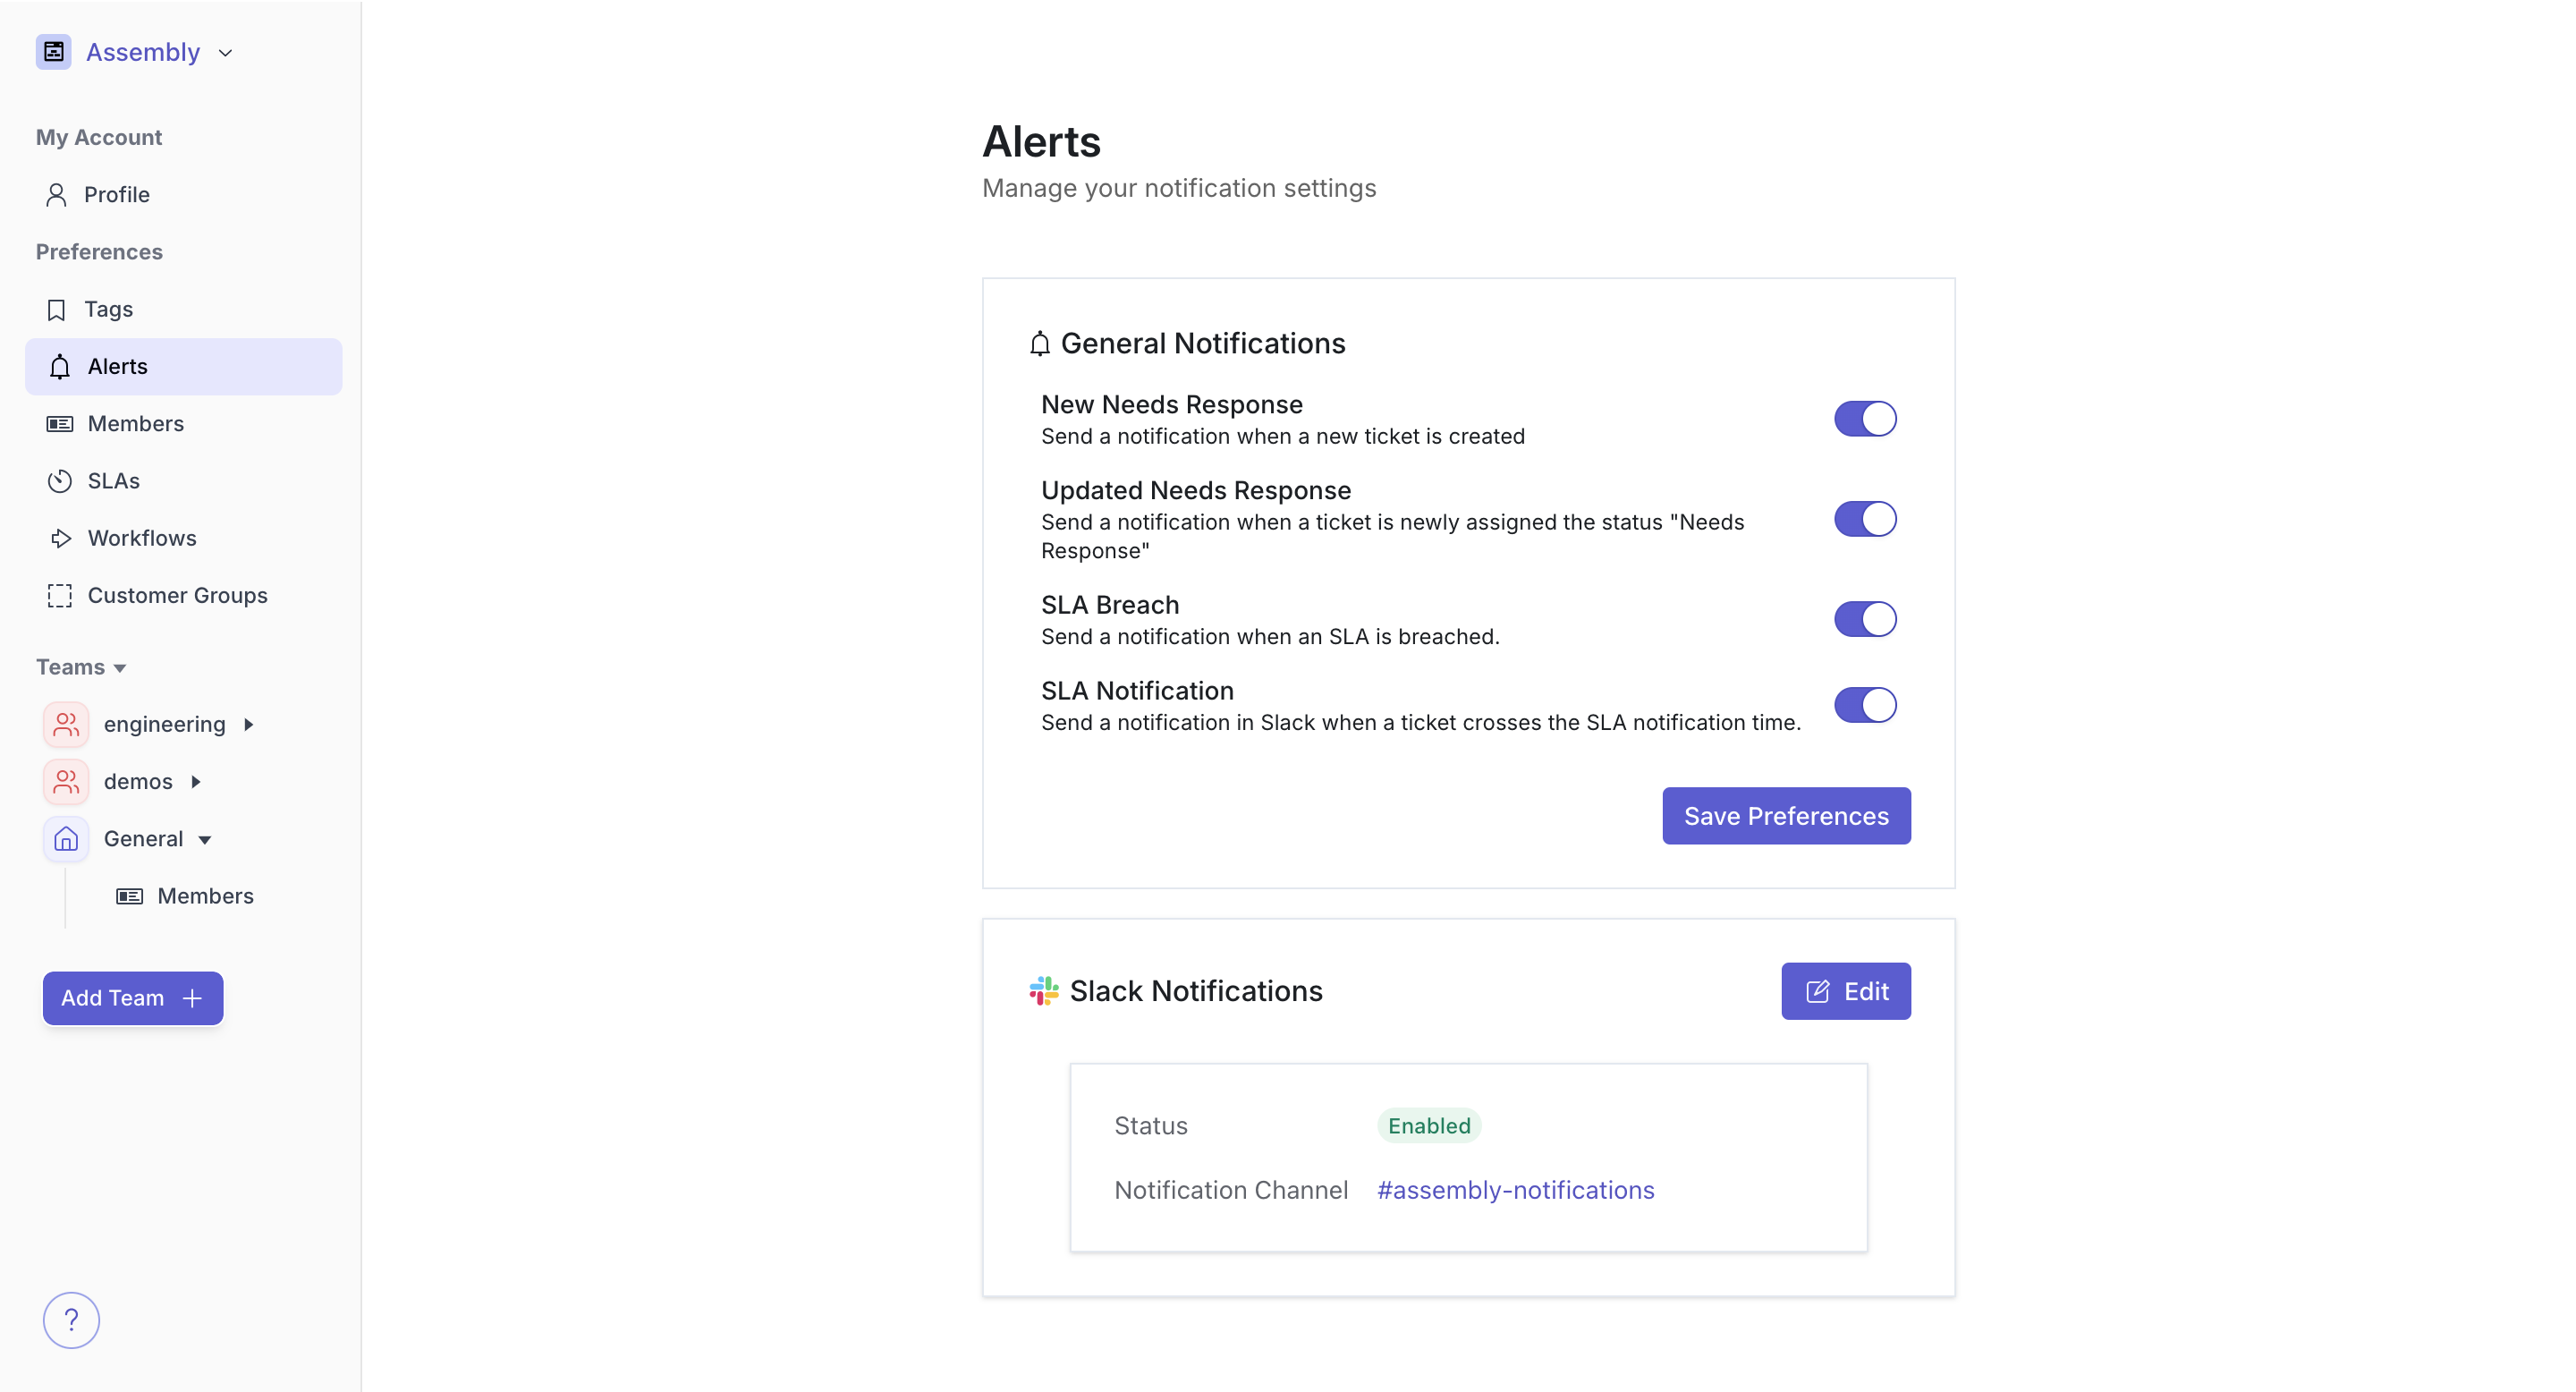 Assembly
My Account
Profile
Preferences
Tags
Alerts
Members
SLAs
Workflows
Customer Groups
Teams
engineering
demos
General
Members
Add Team
?
Alerts
Manage your notification settings
General Notifications
New Needs Response
Send a notification when a new ticket is created
Updated Needs Response
Send a notification when a ticket is newly assigned the status "Needs
Response"
SLA Breach
Send a notification when an SLA is breached.
SLA Notification
Send a notification in Slack when a ticket crosses the SLA notification time.
Save Preferences
Slack Notifications
Edit
Status Enabled
Notification Channel #assembly-notifications